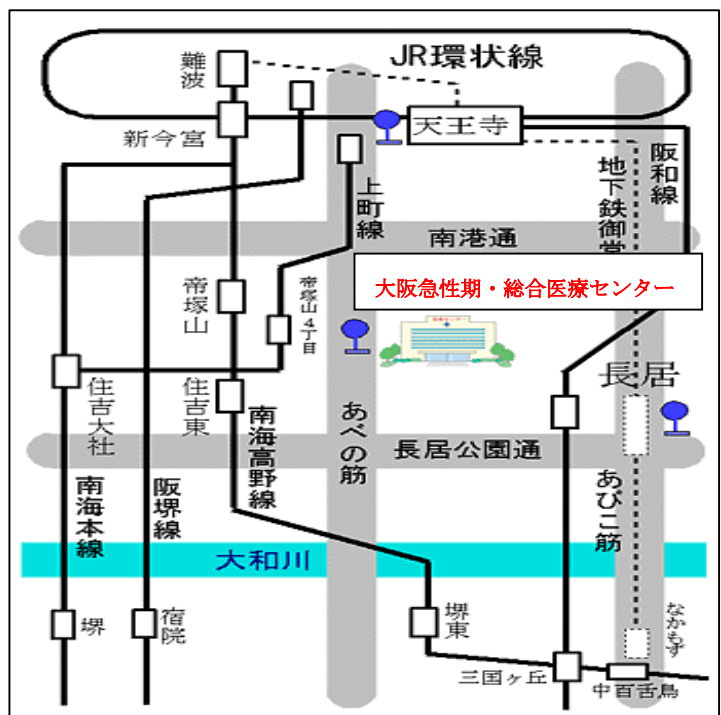 JR環状線
難波
新今宮
天王寺
阪和線
地下鉄御堂
上町線
南港通
大阪急性期・総合医療センター
帝塚山
帝塚山4丁目
住吉大社
住吉東
長居
あべの筋
長居公園通
南海高野線
南海本線
阪堺線
あびこ筋
大和川
堺
宿院
堺東
なかもず
三国ヶ丘
中百舌鳥